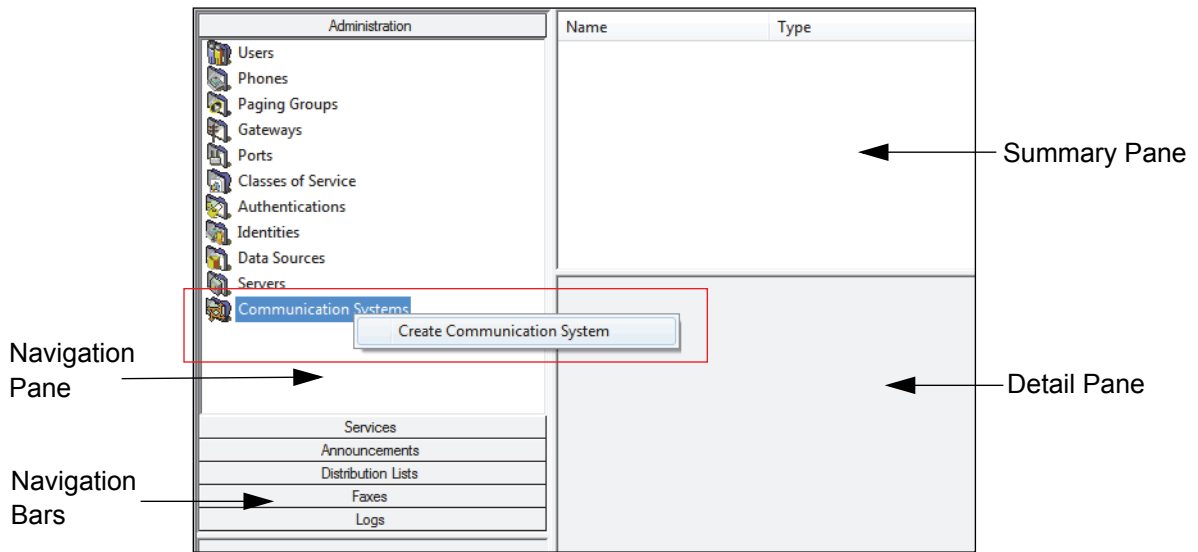 Administration
Name Type
Users
Phones
Paging Groups
Gateways
Ports
Classes of Service
Authentications
Identities
Data Sources
Servers
Communication Systems
Create Communication System
Services
Announcements
Distribution Lists
Faxes
Logs
Navigation
Pane
Navigation
Bars
Summary Pane
Detail Pane